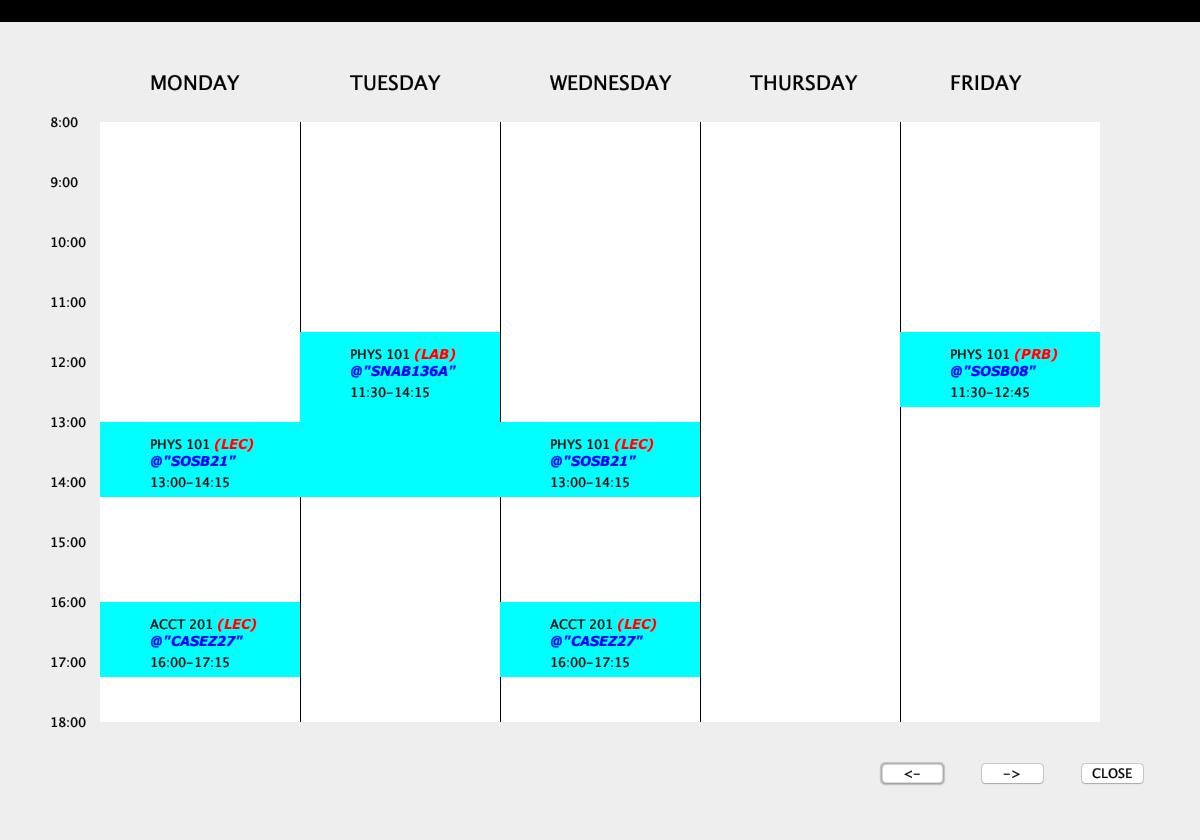 MONDAY TUESDAY WEDNESDAY THURSDAY FRIDAY
8:00
9:00
10:00
11:00
PHYS 101 (LAB)
@"SNAB136A"
11:30-14:15
PHYS 101 (PRB)
@"SOSB08"
11:30-12:45
12:00
13:00
PHYS 101 (LEC)
@"SOSB21"
13:00-14:15
PHYS 101 (LEC)
@"SOSB21"
13:00-14:15
14:00
15:00
16:00
ACCT 201 (LEC)
@"CASEZ27"
16:00-17:15
ACCT 201 (LEC)
@"CASEZ27"
16:00-17:15
17:00
18:00
<- -> CLOSE